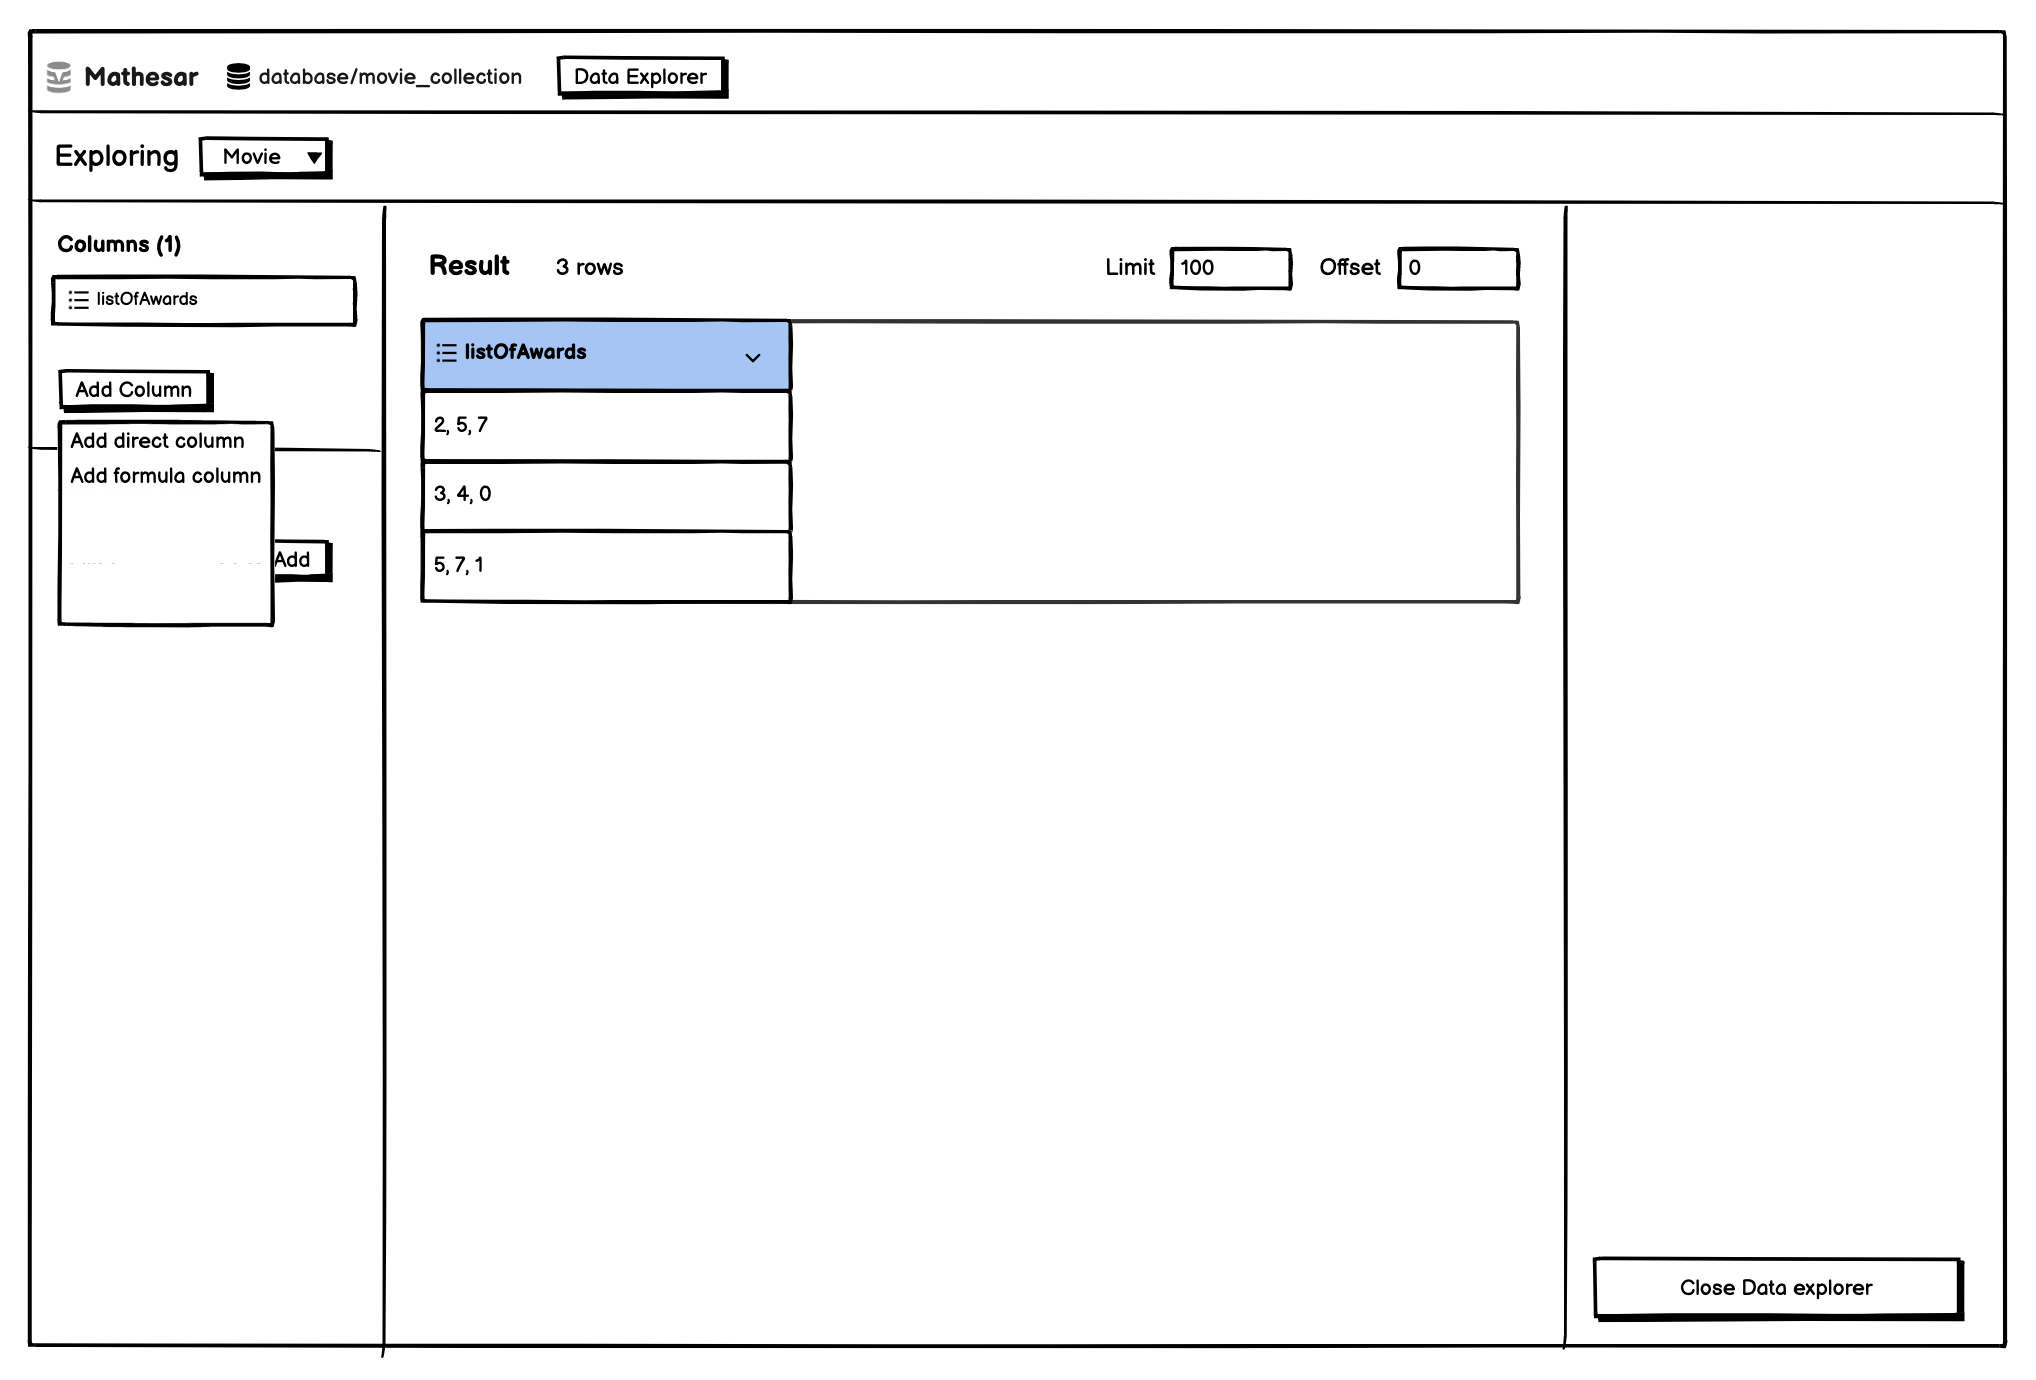 Mathesar database/movie_collection Data Explorer
Exploring Movie
Columns (1)
listOfAwards
Add Column
Add direct column
Add formula column
Add
Result 3 rows Limit 100 Offset 0
listOfAwards
2, 5, 7
3, 4, 0
5, 7, 1
Close Data explorer